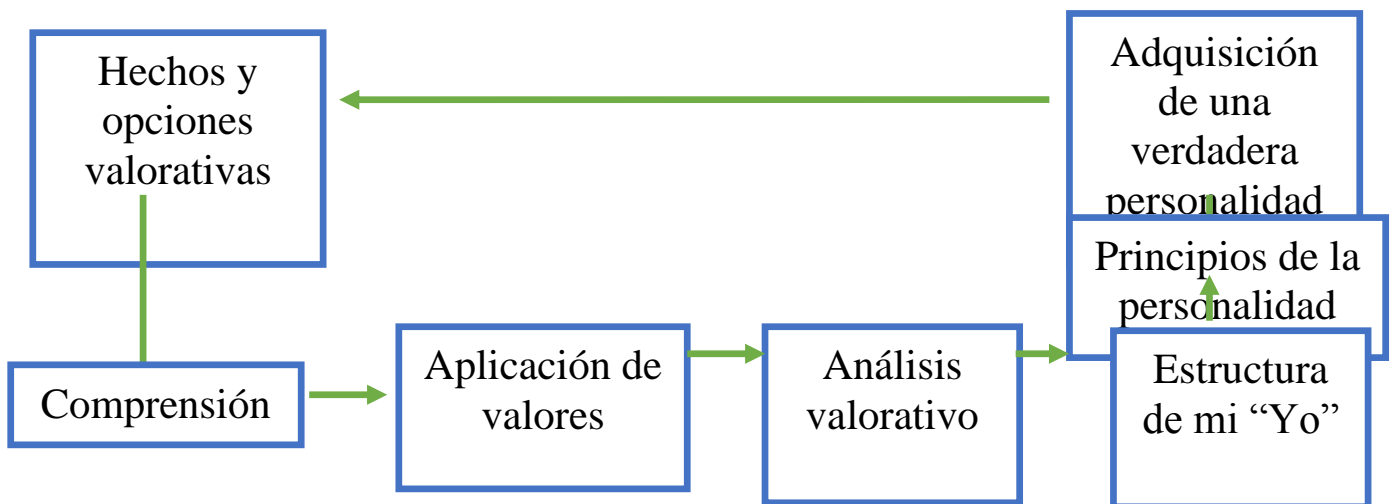 Hechos y
opciones
valorativas
Adquisición
de una
verdadera
personalidad
Principios de la
personalidad
Comprensión
Aplicación de
valores
Análisis
valorativo
Estructura
de mi “Yo”